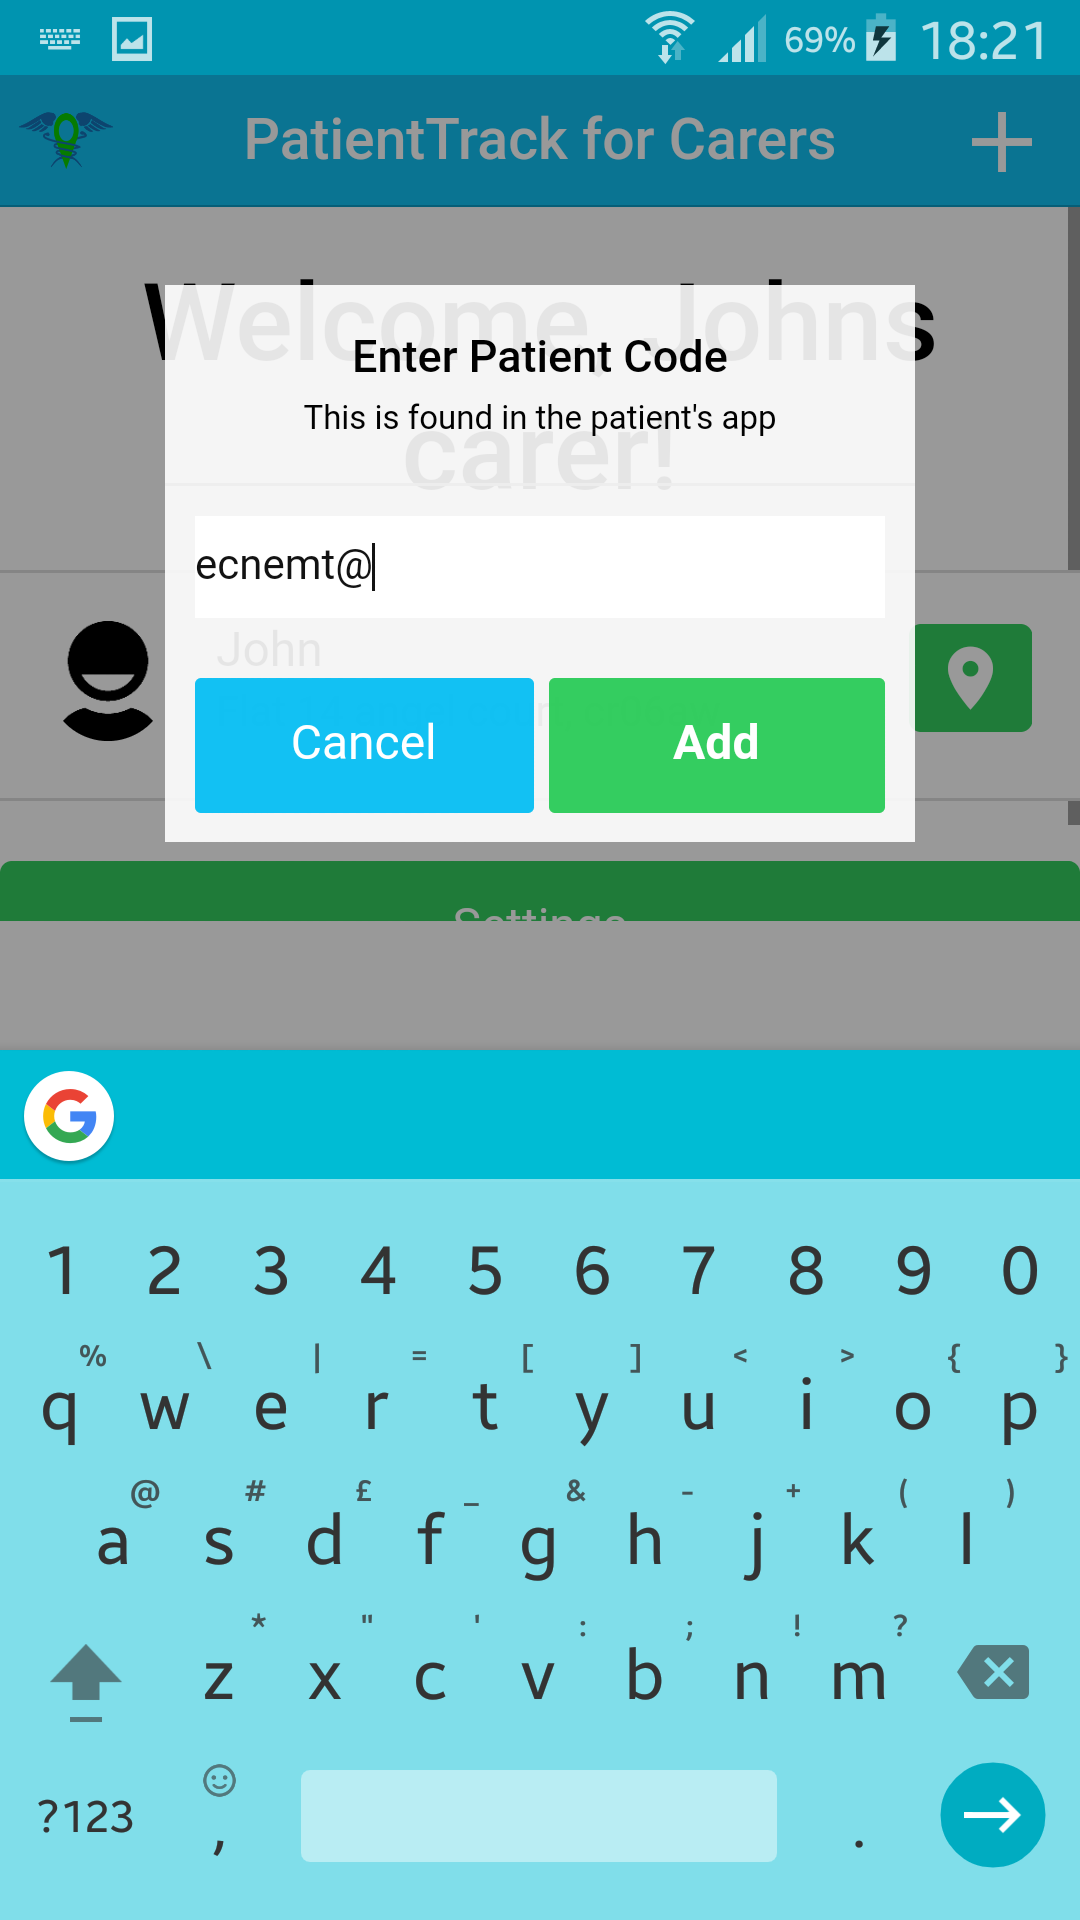 69% 18:21
PatientTrack for Carers
Welcome, Johns
carer!
Enter Patient Code
This is found in the patient's app
ecnemt@
John
Cancel Add
Settings
1 2 3 4 5 6 7 8 9 0
% \ | = [ ] < > { }
q w e r t y u i o p
@ # £ _ & - + ( )
a s d f g h j k l
* " ' : ; ! ?
z x c v b n m
?123 , .